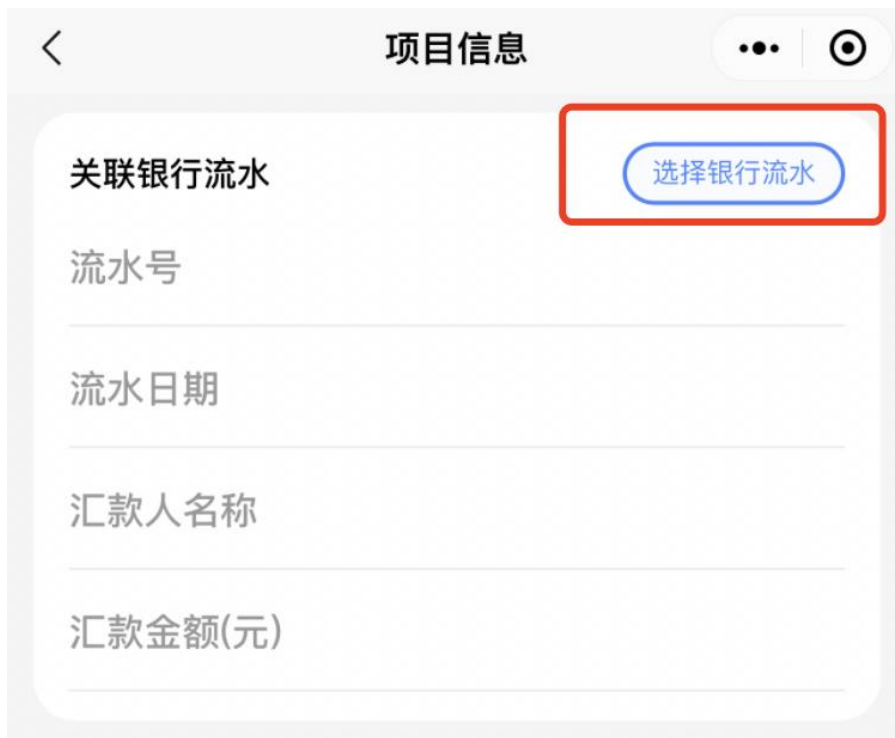 项目信息
关联银行流水 选择银行流水
流水号
流水日期
汇款人名称
汇款金额(元)